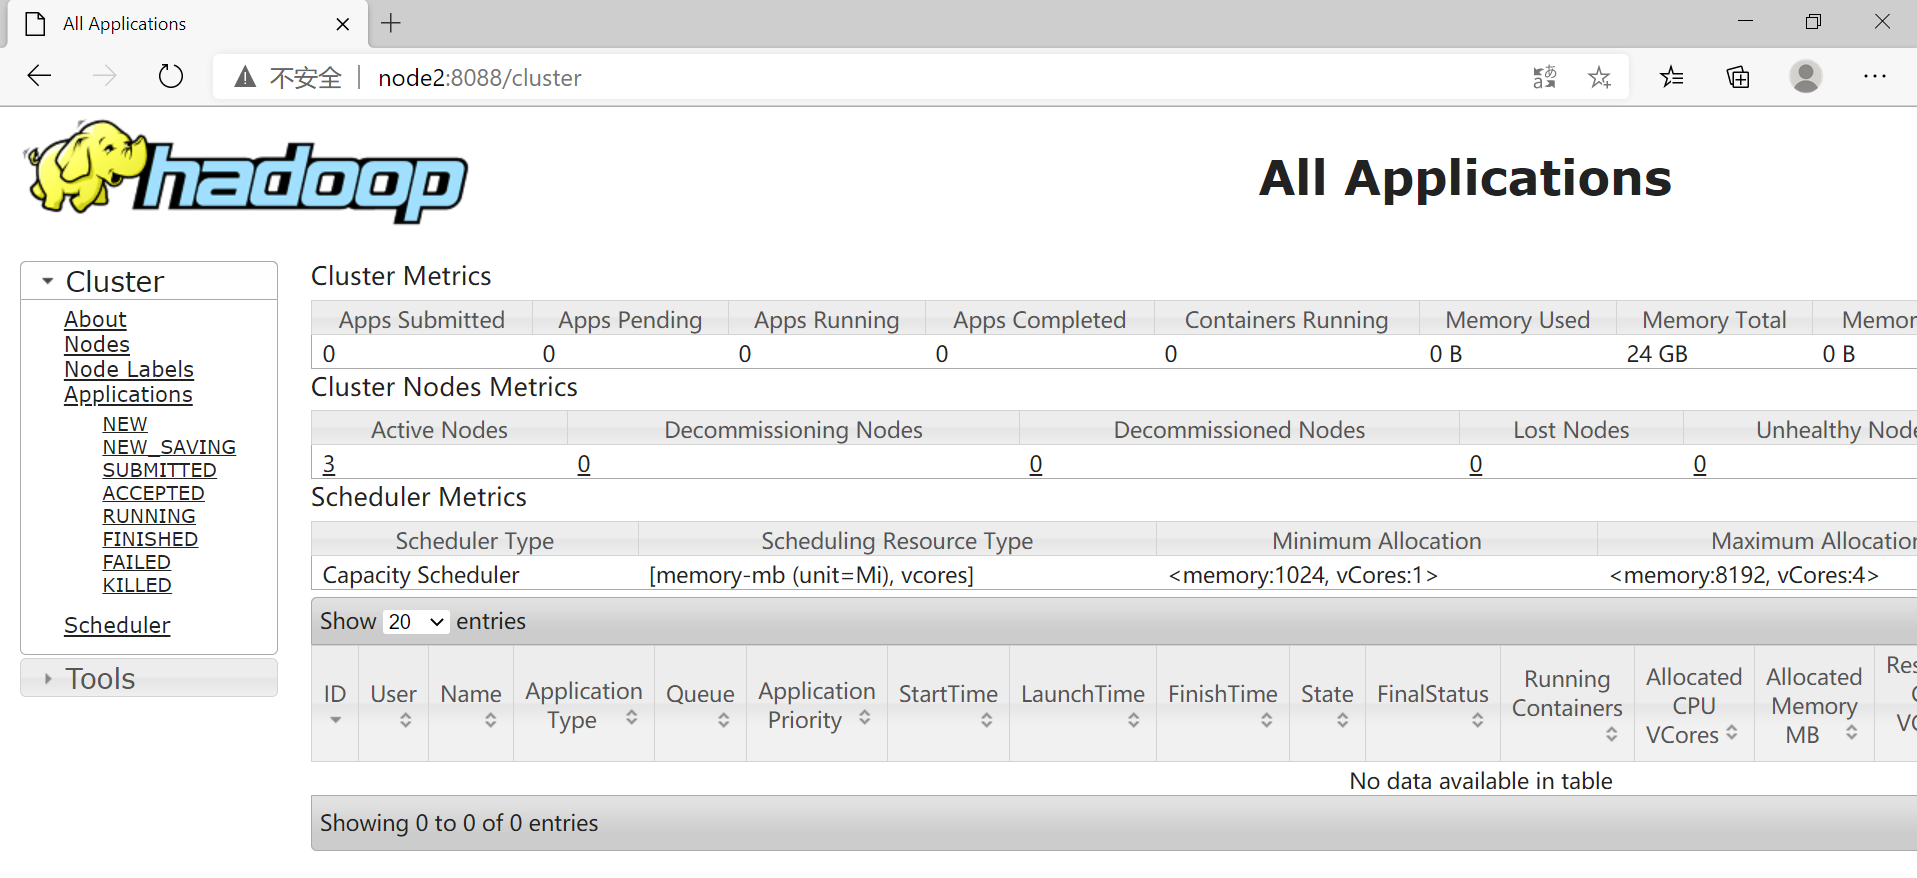 All Applications
不安全 node2:8088/cluster
hadoop
All Applications
Cluster
About
Nodes
Node Labels
Applications
NEW
NEW_SAVING
SUBMITTED
ACCEPTED
RUNNING
FINISHED
FAILED
KILLED
Scheduler
Tools
Cluster Metrics
Apps Submitted Apps Pending Apps Running Apps Completed Containers Running Memory Used Memory Total Memor
0 0 0 0 0 0 B 24 GB 0 B
Cluster Nodes Metrics
Active Nodes Decommissioning Nodes Decommissioned Nodes Lost Nodes Unhealthy Node
3 0 0 0 0
Scheduler Metrics
Scheduler Type Scheduling Resource Type Minimum Allocation Maximum Allocation
Capacity Scheduler [memory-mb (unit=Mi), vcores] <memory:1024, vCores:1> <memory:8192, vCores:4>
Show 20 entries
ID User Name Application Type Queue Application Priority StartTime LaunchTime FinishTime State FinalStatus Running Containers Allocated CPU VCores Allocated Memory MB Res
No data available in table
Showing 0 to 0 of 0 entries